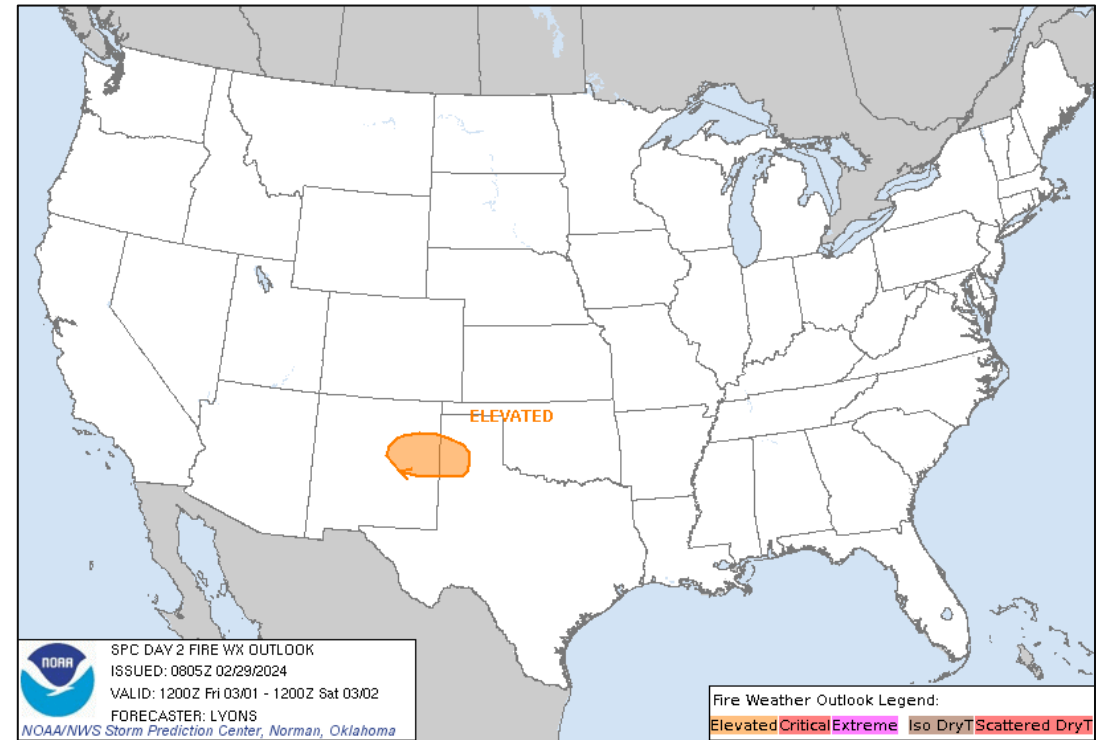 ELEVATED
NOAA
SPC DAY 2 FIRE WX OUTLOOK
ISSUED: 0805Z 02/29/2024
VALID: 1200Z Fri 03/01 - 1200Z Sat 03/02
FORECASTER: LYONS
NOAA/NWS Storm Prediction Center, Norman, Oklahoma
Fire Weather Outlook Legend:
Elevated Critical Extreme Iso DryT Scattered DryT